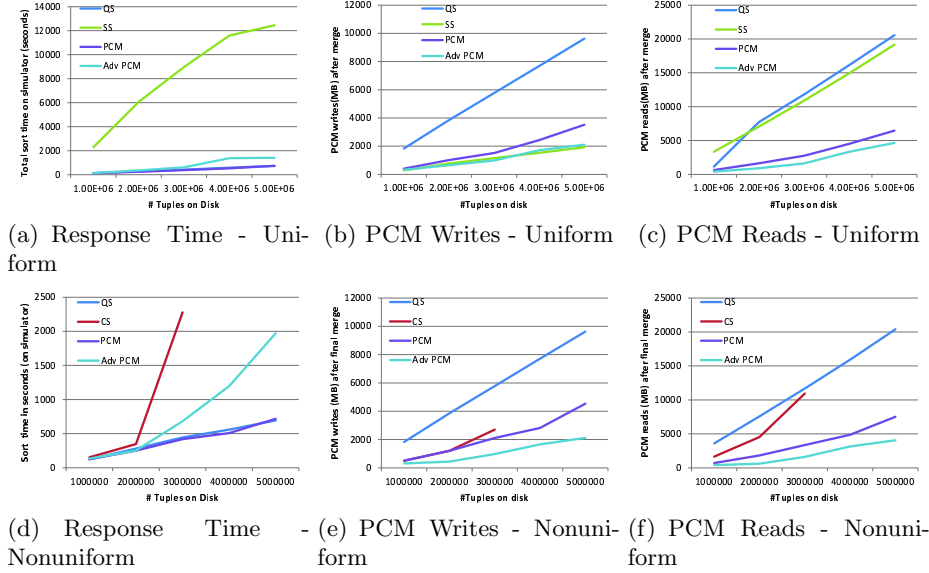 14000
12000
10000
8000
6000
4000
2000
0
Total sort time on simulator (seconds)
QS
SS
PCM
Adv PCM
1.00E+06 2.00E+06 3.00E+06 4.00E+06 5.00E+06
# Tuples on Disk
12000
10000
8000
6000
4000
2000
0
PCM writes(MB) after merge
QS
SS
PCM
Adv PCM
1.00E+06 2.00E+06 3.00E+06 4.00E+06 5.00E+06
#Tuples on disk
25000
20000
15000
10000
5000
0
PCM reads(MB) after merge
QS
SS
PCM
Adv PCM
1.00E+06 2.00E+06 3.00E+06 4.00E+06 5.00E+06
#Tuples on disk
(a) Response Time - Uni-
form
(b) PCM Writes - Uniform
(c) PCM Reads - Uniform
2500
2000
1500
1000
500
0
Sort time in seconds (on simulator)
QS
CS
PCM
Adv PCM
1000000 2000000 3000000 4000000 5000000
# Tuples on Disk
12000
10000
8000
6000
4000
2000
0
PCM writes (MB) after final merge
QS
CS
PCM
Adv PCM
1000000 2000000 3000000 4000000 5000000
#Tuples on disk
25000
20000
15000
10000
5000
0
PCM reads (MB) after final merge
QS
CS
PCM
Adv PCM
1000000 2000000 3000000 4000000 5000000
#Tuples on disk
(d) Response Time -
Nonuniform
(e) PCM Writes - Nonuni-
form
(f) PCM Reads - Nonuni-
form